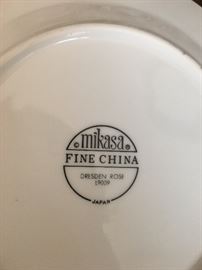 mikasa
FINE CHINA
DRESDEN ROSE
L9009
JAPAN